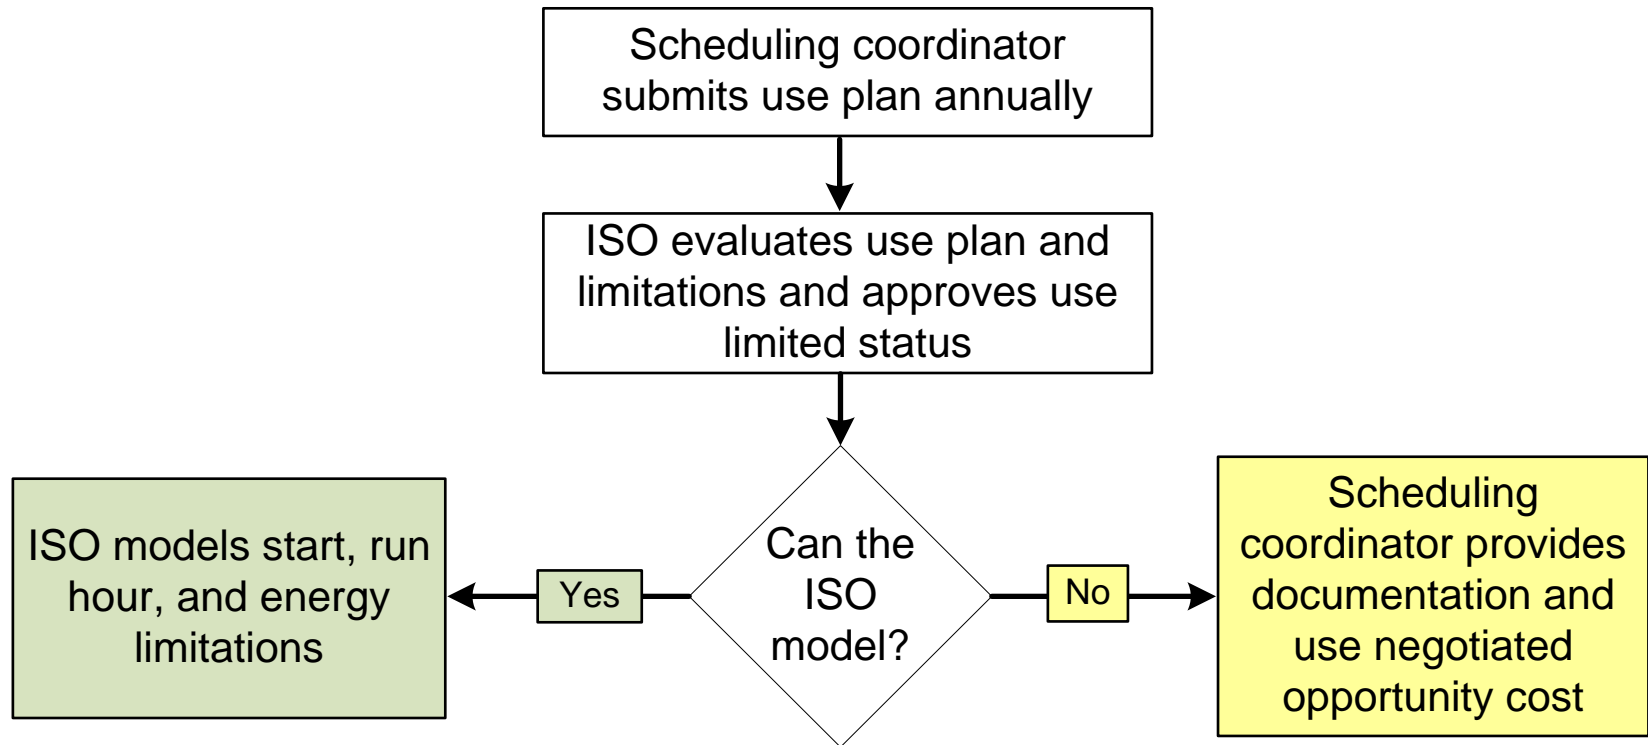 Scheduling coordinator
submits use plan annually
ISO evaluates use plan and
limitations and approves use
limited status
Can the
ISO
model?
Yes
No
ISO models start, run
hour, and energy
limitations
Scheduling
coordinator provides
documentation and
use negotiated
opportunity cost